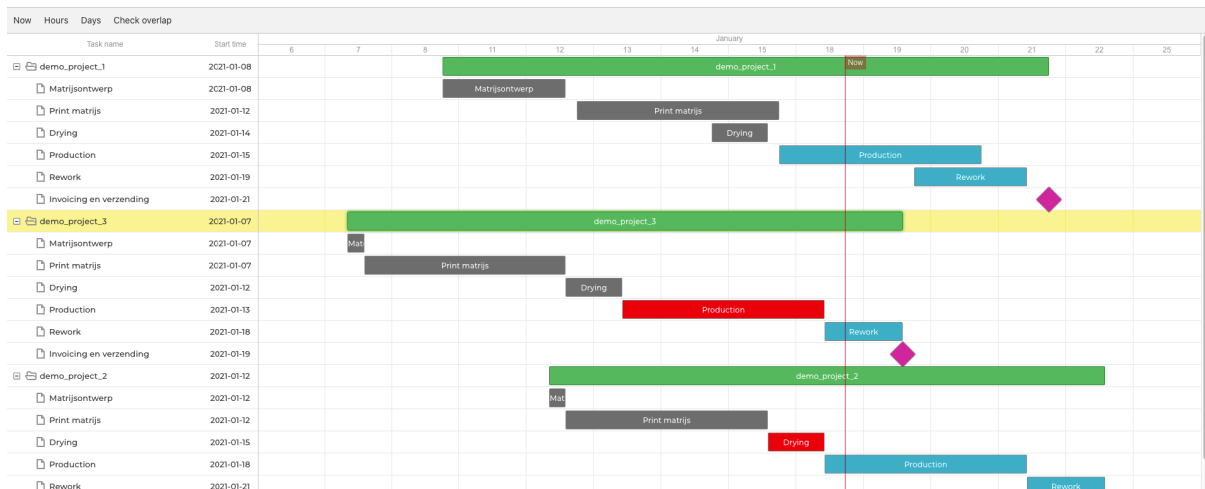 Now Hours Days Check overlap
Task name Start time January
6 7 8 11 12 13 14 15 18 19 20 21 22 25
demo_project_1 2021-01-08 demo_project_1 Now
Matrijsontwerp 2021-01-08 Matrijsontwerp
Print matrijs 2021-01-12 Print matrijs
Drying 2021-01-14 Drying
Production 2021-01-15 Production
Rework 2021-01-19 Rework
Invoicing en verzending 2021-01-21
demo_project_3 2021-01-07 demo_project_3
Matrijsontwerp 2021-01-07 Mat
Print matrijs 2021-01-07 Print matrijs
Drying 2021-01-12 Drying
Production 2021-01-13 Production
Rework 2021-01-18 Rework
Invoicing en verzending 2021-01-19
demo_project_2 2021-01-12 demo_project_2
Matrijsontwerp 2021-01-12 Mat
Print matrijs 2021-01-12 Print matrijs
Drying 2021-01-15 Drying
Production 2021-01-18 Production
Rework 2021-01-21 Rework